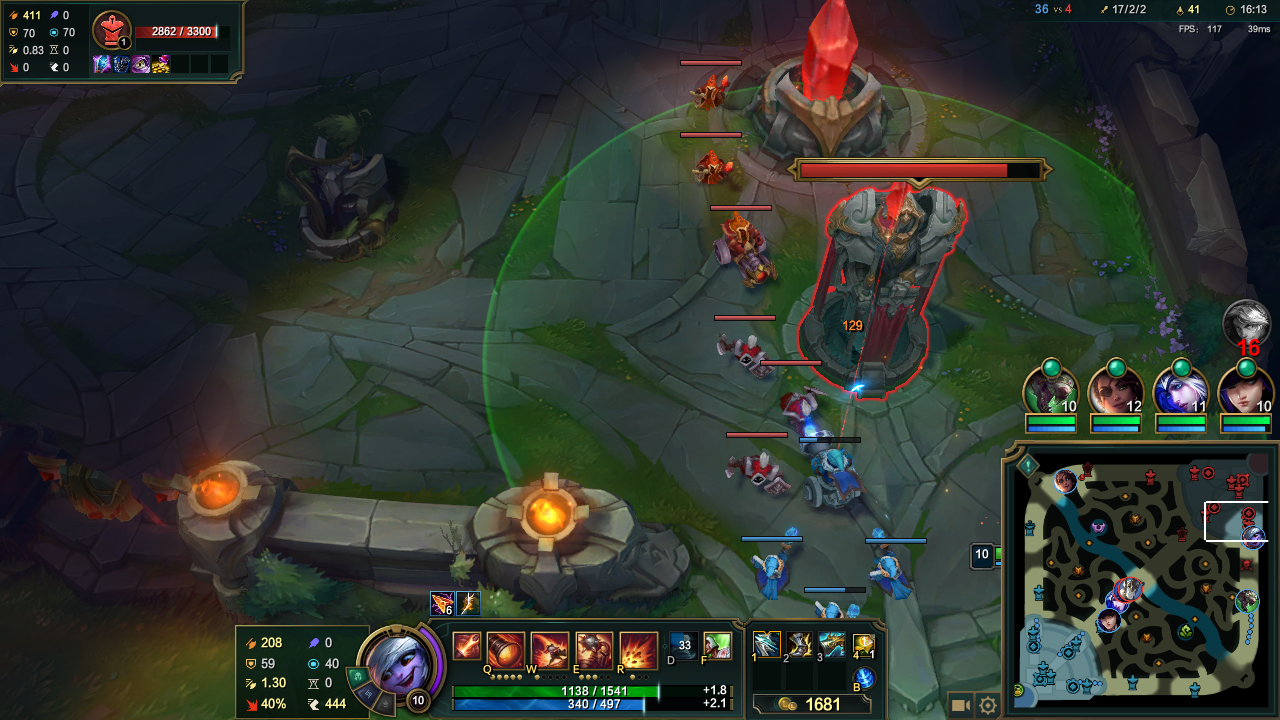 411 0
70 70
0.83 0
0 0
1
2862 / 3300
36 vs 4 17/2/2 41 16:13
FPS: 117 39ms
129
16
10 12 11 10
10
6
208 0
59 40
1.30 0
40% 444
10
Q W E R
33
D F
1138 / 1541 +1.8
340 / 497 +2.1
1 2 3 4 1
B
1681